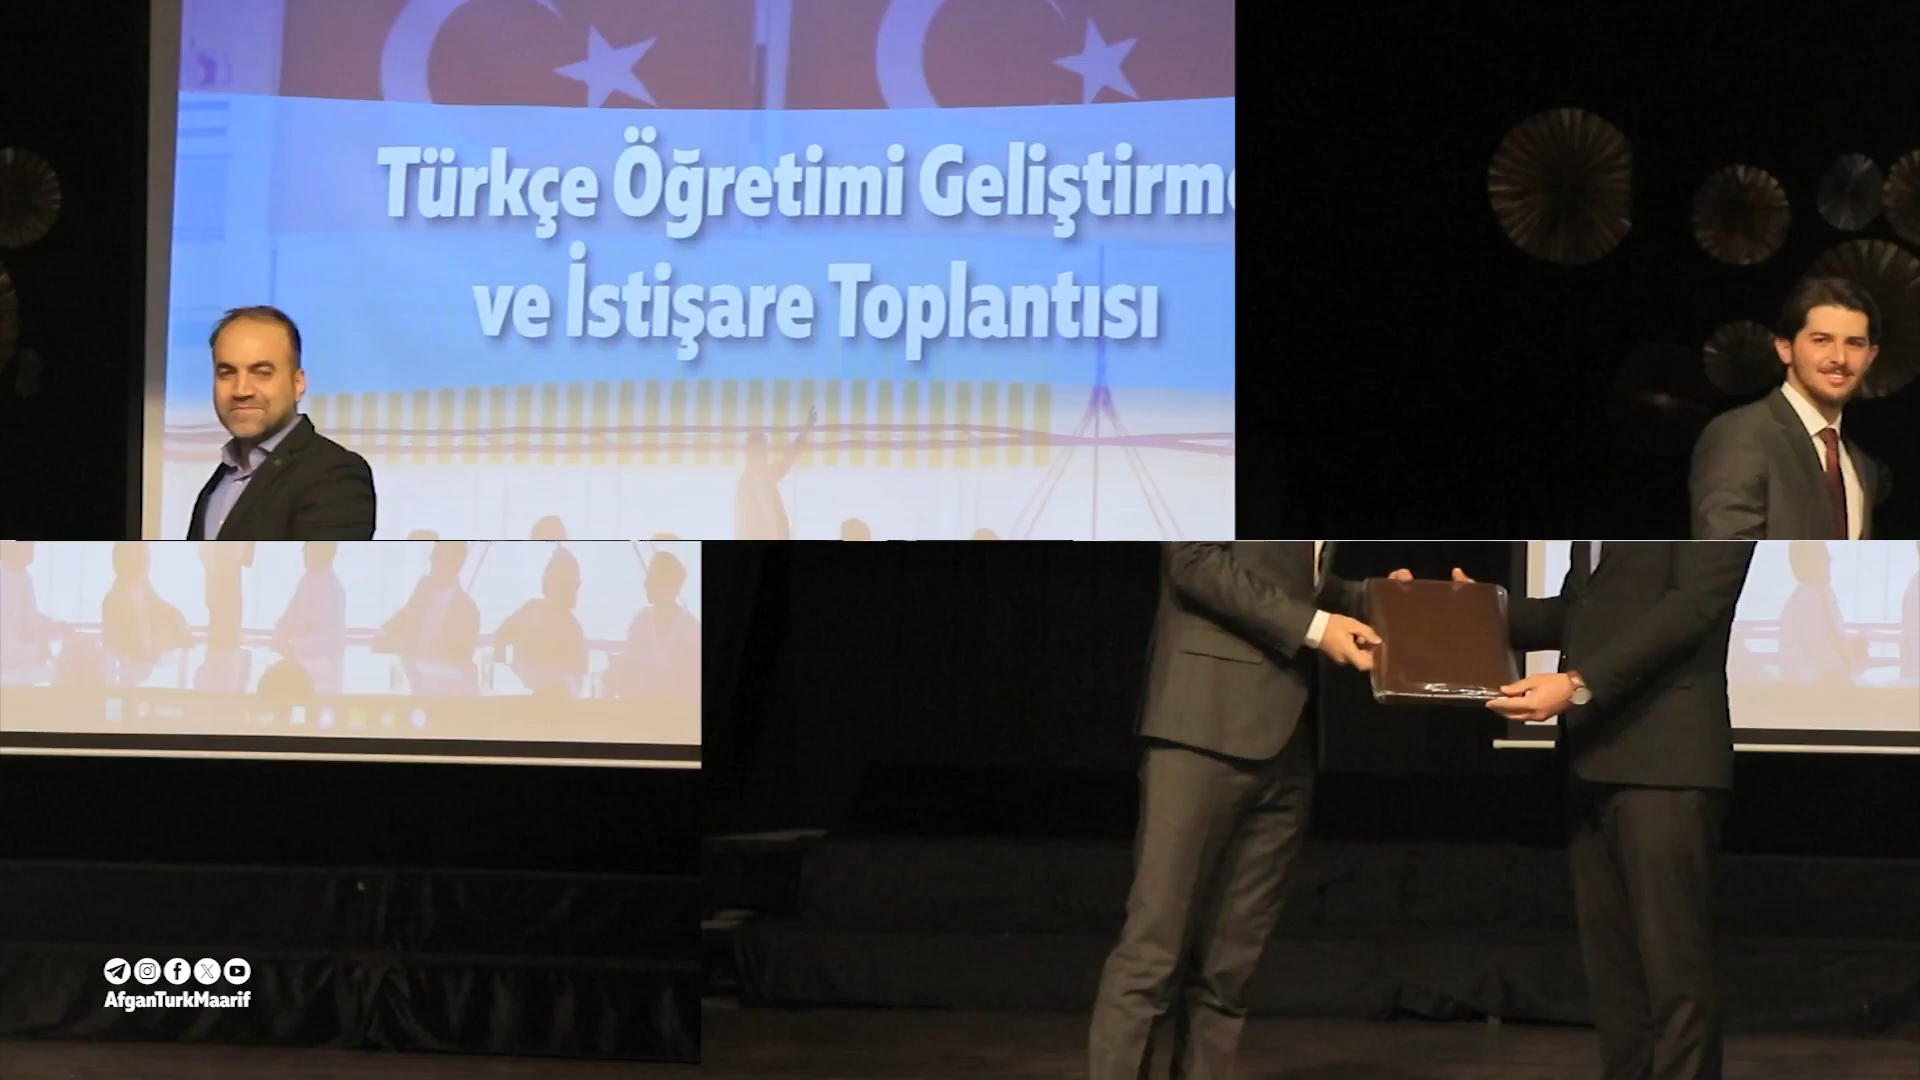 Türkçe Öğretimi Geliştirme
ve İstişare Toplantısı
AfganTurkMaarif